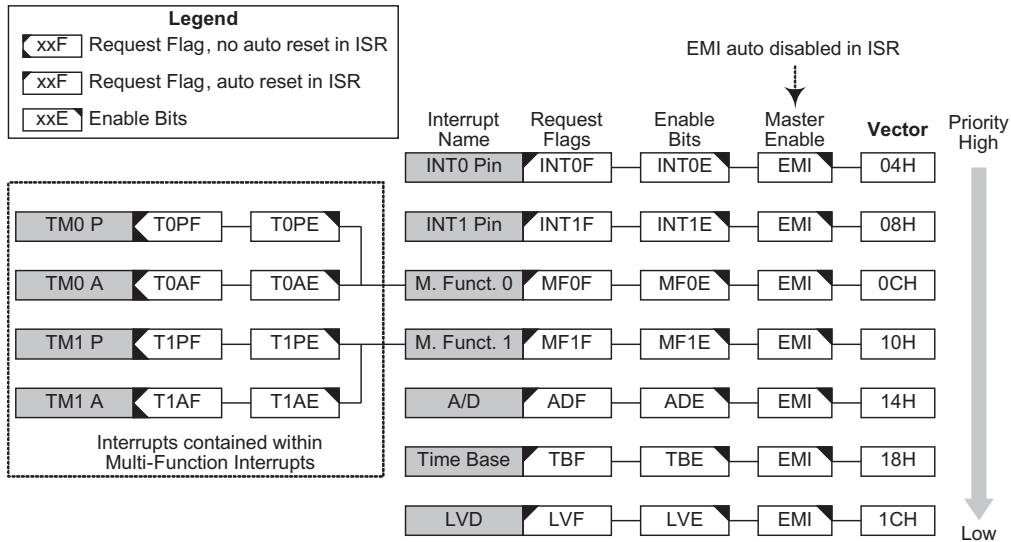 Legend
xxF Request Flag, no auto reset in ISR
xxF Request Flag, auto reset in ISR
xxE Enable Bits
EMI auto disabled in ISR
Interrupt Name
Request Flags
Enable Bits
Master Enable
Vector
Priority High
INT0 Pin INT0F INT0E EMI 04H
TM0 P T0PF T0PE INT1 Pin INT1F INT1E EMI 08H
TM0 A T0AF T0AE M. Funct. 0 MF0F MF0E EMI 0CH
TM1 P T1PF T1PE M. Funct. 1 MF1F MF1E EMI 10H
TM1 A T1AF T1AE A/D ADF ADE EMI 14H
Interrupts contained within
Multi-Function Interrupts
Time Base TBF TBE EMI 18H
LVD LVF LVE EMI 1CH
Low